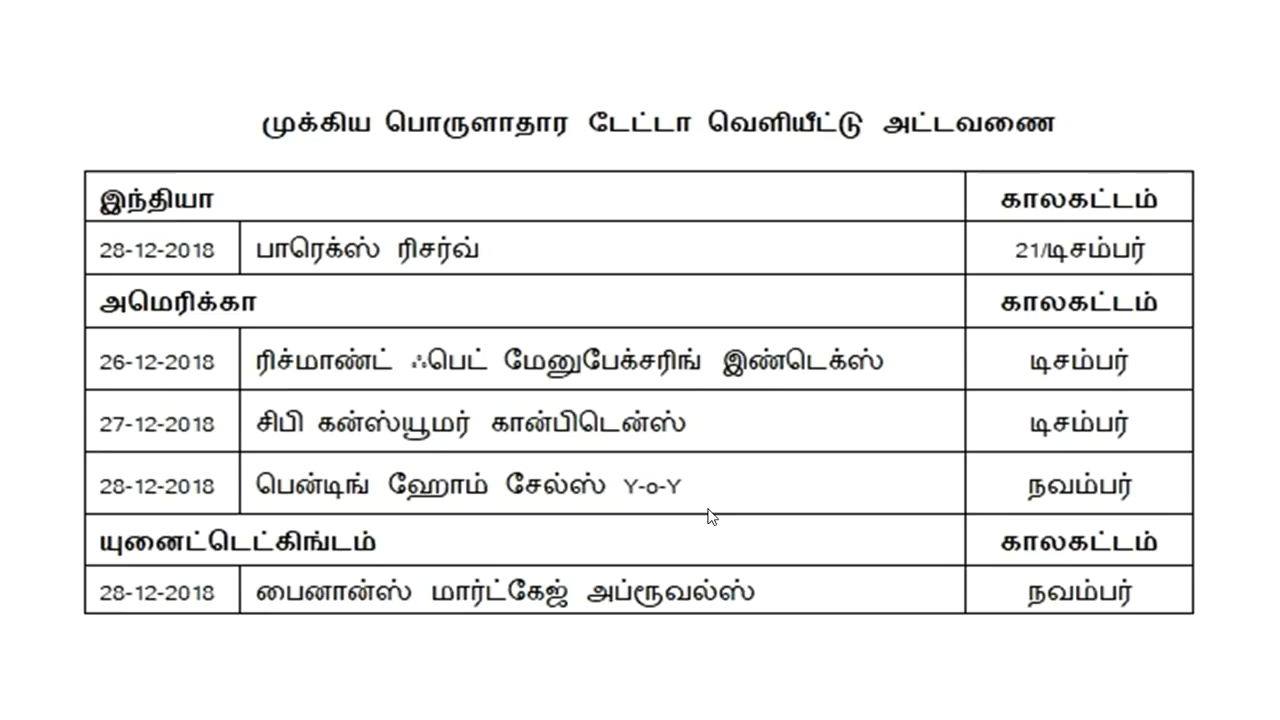 முக்கிய பொருளாதார டேட்டா வெளியீட்டு அட்டவணை
இந்தியா காலகட்டம்
28-12-2018 பாரெக்ஸ் ரிசர்வ் 21/டிசம்பர்
அமெரிக்கா காலகட்டம்
26-12-2018 ரிச்மாண்ட் ஃபெட் மேனுபேக்சரிங் இண்டெக்ஸ் டிசம்பர்
27-12-2018 சிபி கன்ஸ்யூமர் கான்பிடென்ஸ் டிசம்பர்
28-12-2018 பென்டிங் ஹோம் சேல்ஸ் Y-o-Y நவம்பர்
யுனைட்டெட்கிங்டம் காலகட்டம்
28-12-2018 பைனான்ஸ் மார்ட்கேஜ் அப்ரூவல்ஸ் நவம்பர்